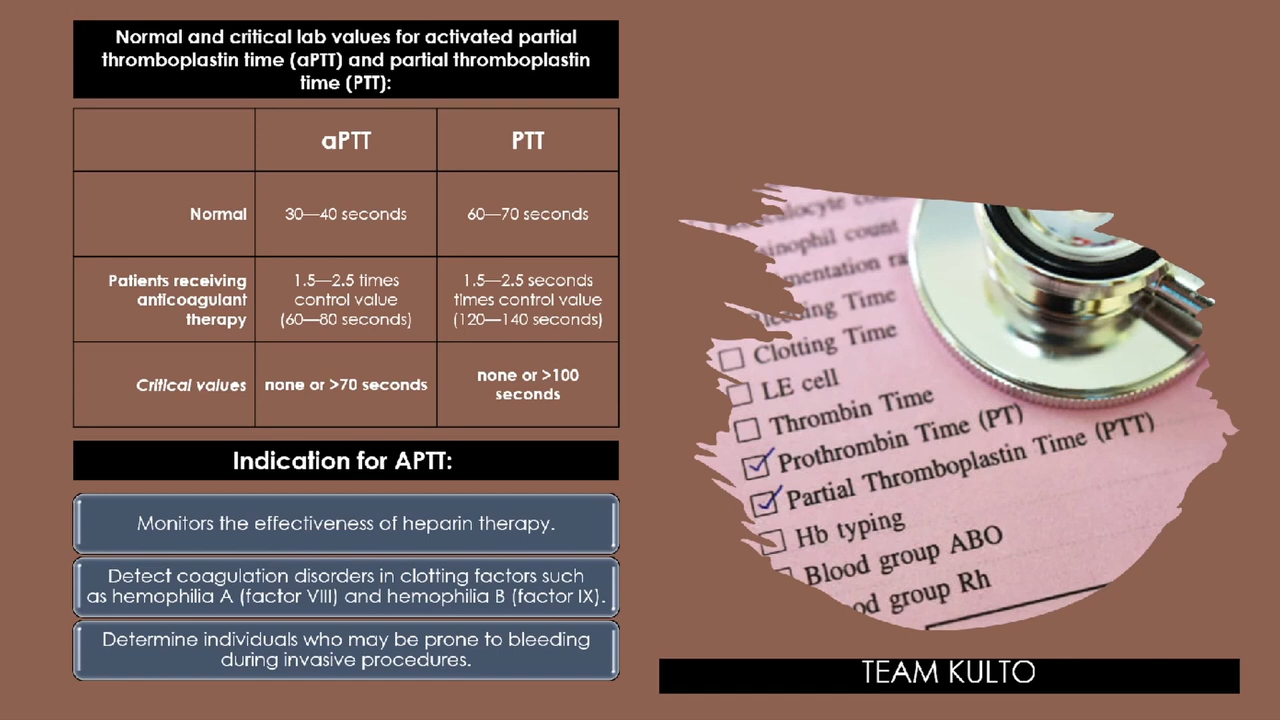 Normal and critical lab values for activated partial
thromboplastin time (aPTT) and partial thromboplastin
time (PTT):
aPTT PTT
Normal 30—40 seconds 60—70 seconds
Patients receiving
anticoagulant
therapy
1.5—2.5 times
control value
(60—80 seconds)
1.5—2.5 seconds
times control value
(120—140 seconds)
Critical values none or >70 seconds
none or >100
seconds
Indication for APTT:
Monitors the effectiveness of heparin therapy.
Detect coagulation disorders in clotting factors such
as hemophilia A (factor VIII) and hemophilia B (factor IX).
Determine individuals who may be prone to bleeding
during invasive procedures.
count
Time
Clotting Time
LE cell
Thrombin Time
Prothrombin Time (PT)
Partial Thromboplastin Time (PTT)
Hb typing
Blood group ABO
group Rh
TEAM KULTO